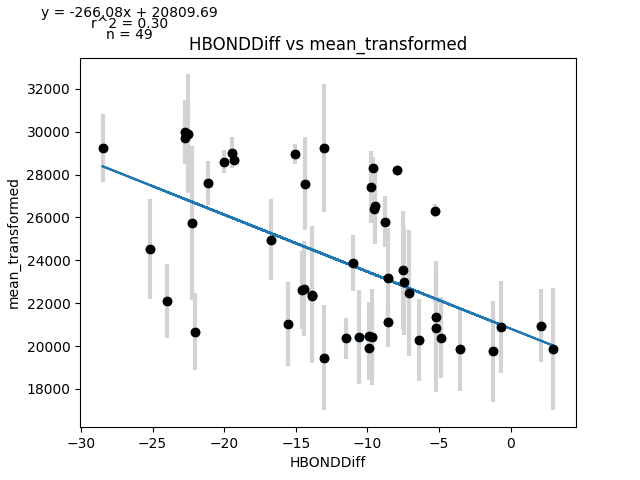 y = -266.08x + 20809.69
r^2 = 0.30
n = 49
HBONDDiff vs mean_transformed
32000
30000
28000
26000
24000
22000
20000
18000
mean_transformed
−30
−25
−20
−15
−10
−5
0
HBONDDiff